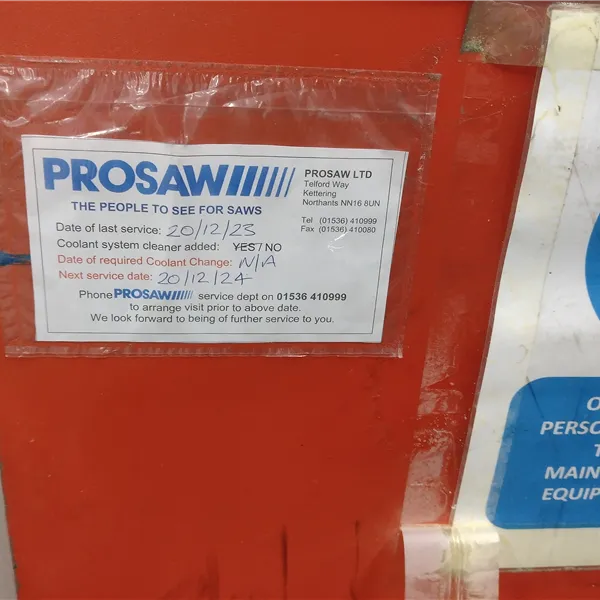 PROSAW
THE PEOPLE TO SEE FOR SAWS
PROSAW LTD
Telford Way
Kettering
Northants NN16 8UN
Tel (01536) 410999
Fax (01536) 410080
Date of last service: 20/12/23
Coolant system cleaner added: YES / NO
Date of required Coolant Change: N/A
Next service date: 20/12/24
Phone PROSAW service dept on 01536 410999
to arrange visit prior to above date.
We look forward to being of further service to you.
O
PERSO
T
MAIN
EQUIP